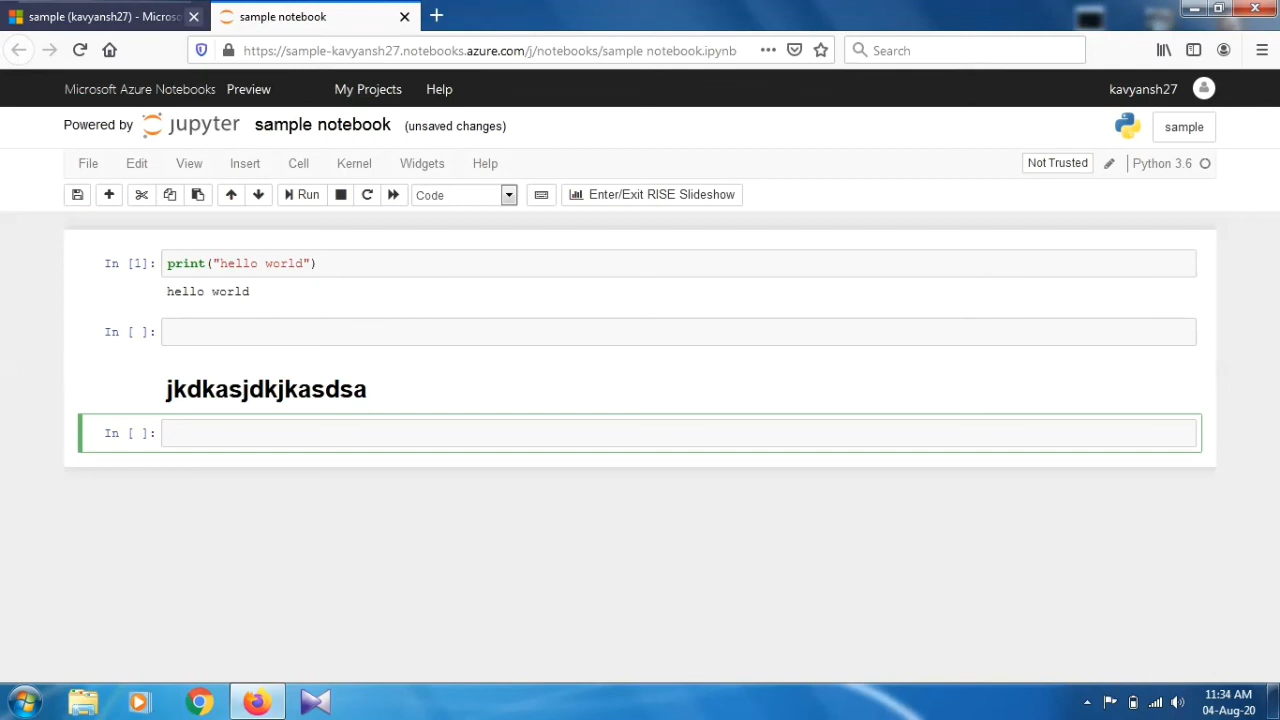 sample (kavyansh27) - Microso
sample notebook
https://sample-kavyansh27.notebooks.azure.com/j/notebooks/sample notebook.ipynb
Search
Microsoft Azure Notebooks
Preview
My Projects
Help
kavyansh27
Powered by
jupyter
sample notebook
(unsaved changes)
sample
File
Edit
View
Insert
Cell
Kernel
Widgets
Help
Not Trusted
Python 3.6
Run
Code
Enter/Exit RISE Slideshow
In [1]: print("hello world")
hello world
In [ ]:
jkdkasjdkjkasdsa
In [ ]:
11:34 AM
04-Aug-20